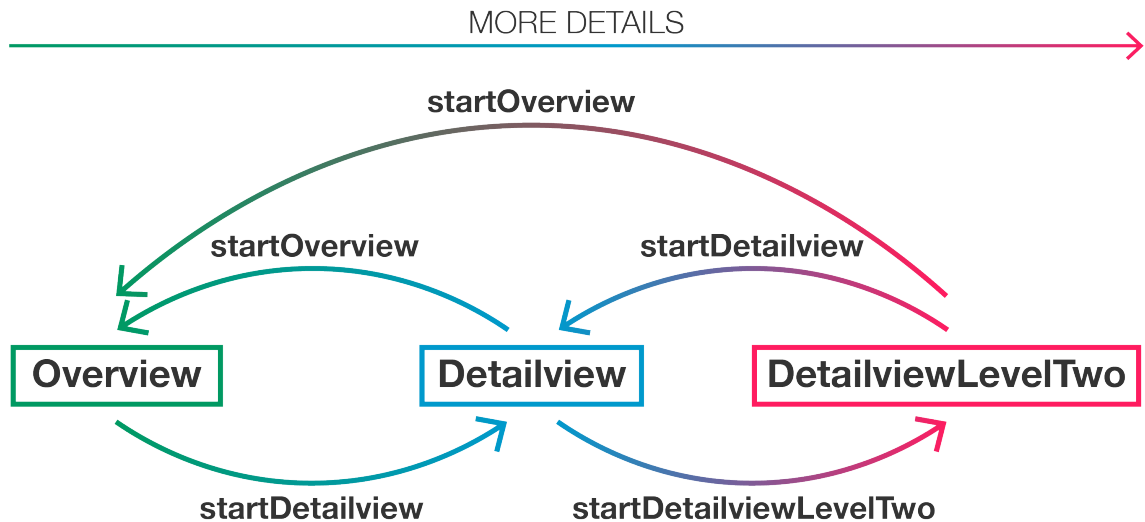 MORE DETAILS
startOverview
startOverview
startDetailview
Overview
Detailview
DetailviewLevelTwo
startDetailview
startDetailviewLevelTwo